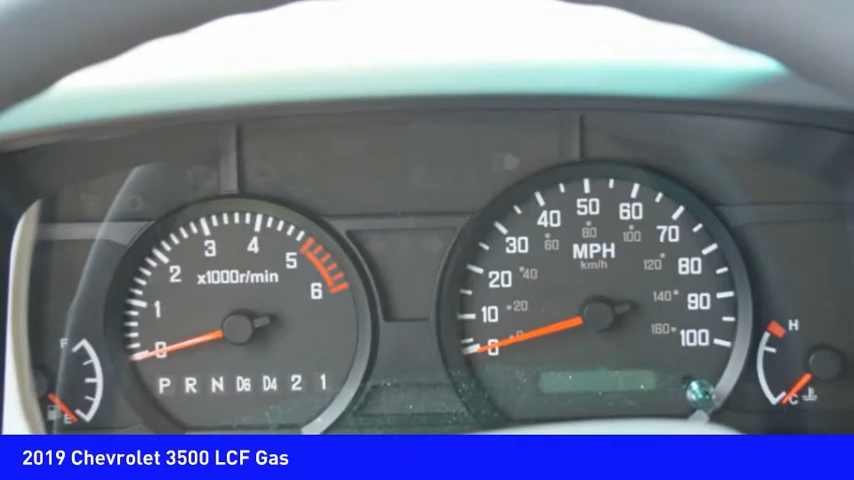 0 1 2 3 4 5 6
x1000r/min
P R N D6 D4 2 1
F
E
0 10 20 30 40 50 60 70 80 90 100
MPH
km/h
0 20 40 60 80 100 120 140 160
H
C
2019 Chevrolet 3500 LCF Gas